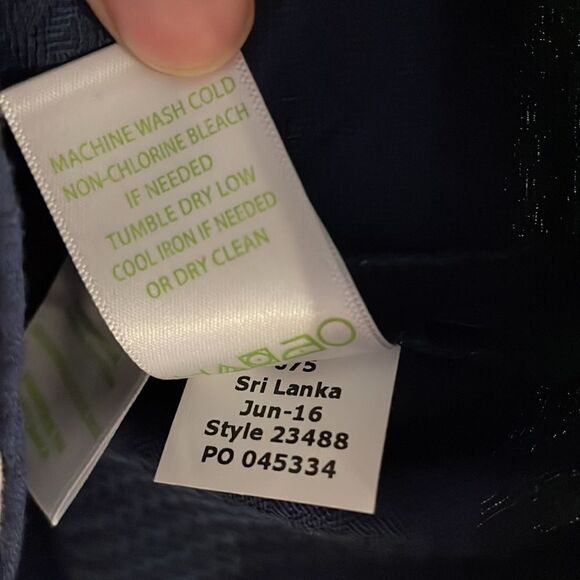 MACHINE WASH COLD
NON-CHLORINE BLEACH
IF NEEDED
TUMBLE DRY LOW
COOL IRON IF NEEDED
OR DRY CLEAN
Sri Lanka
Jun-16
Style 23488
PO 045334